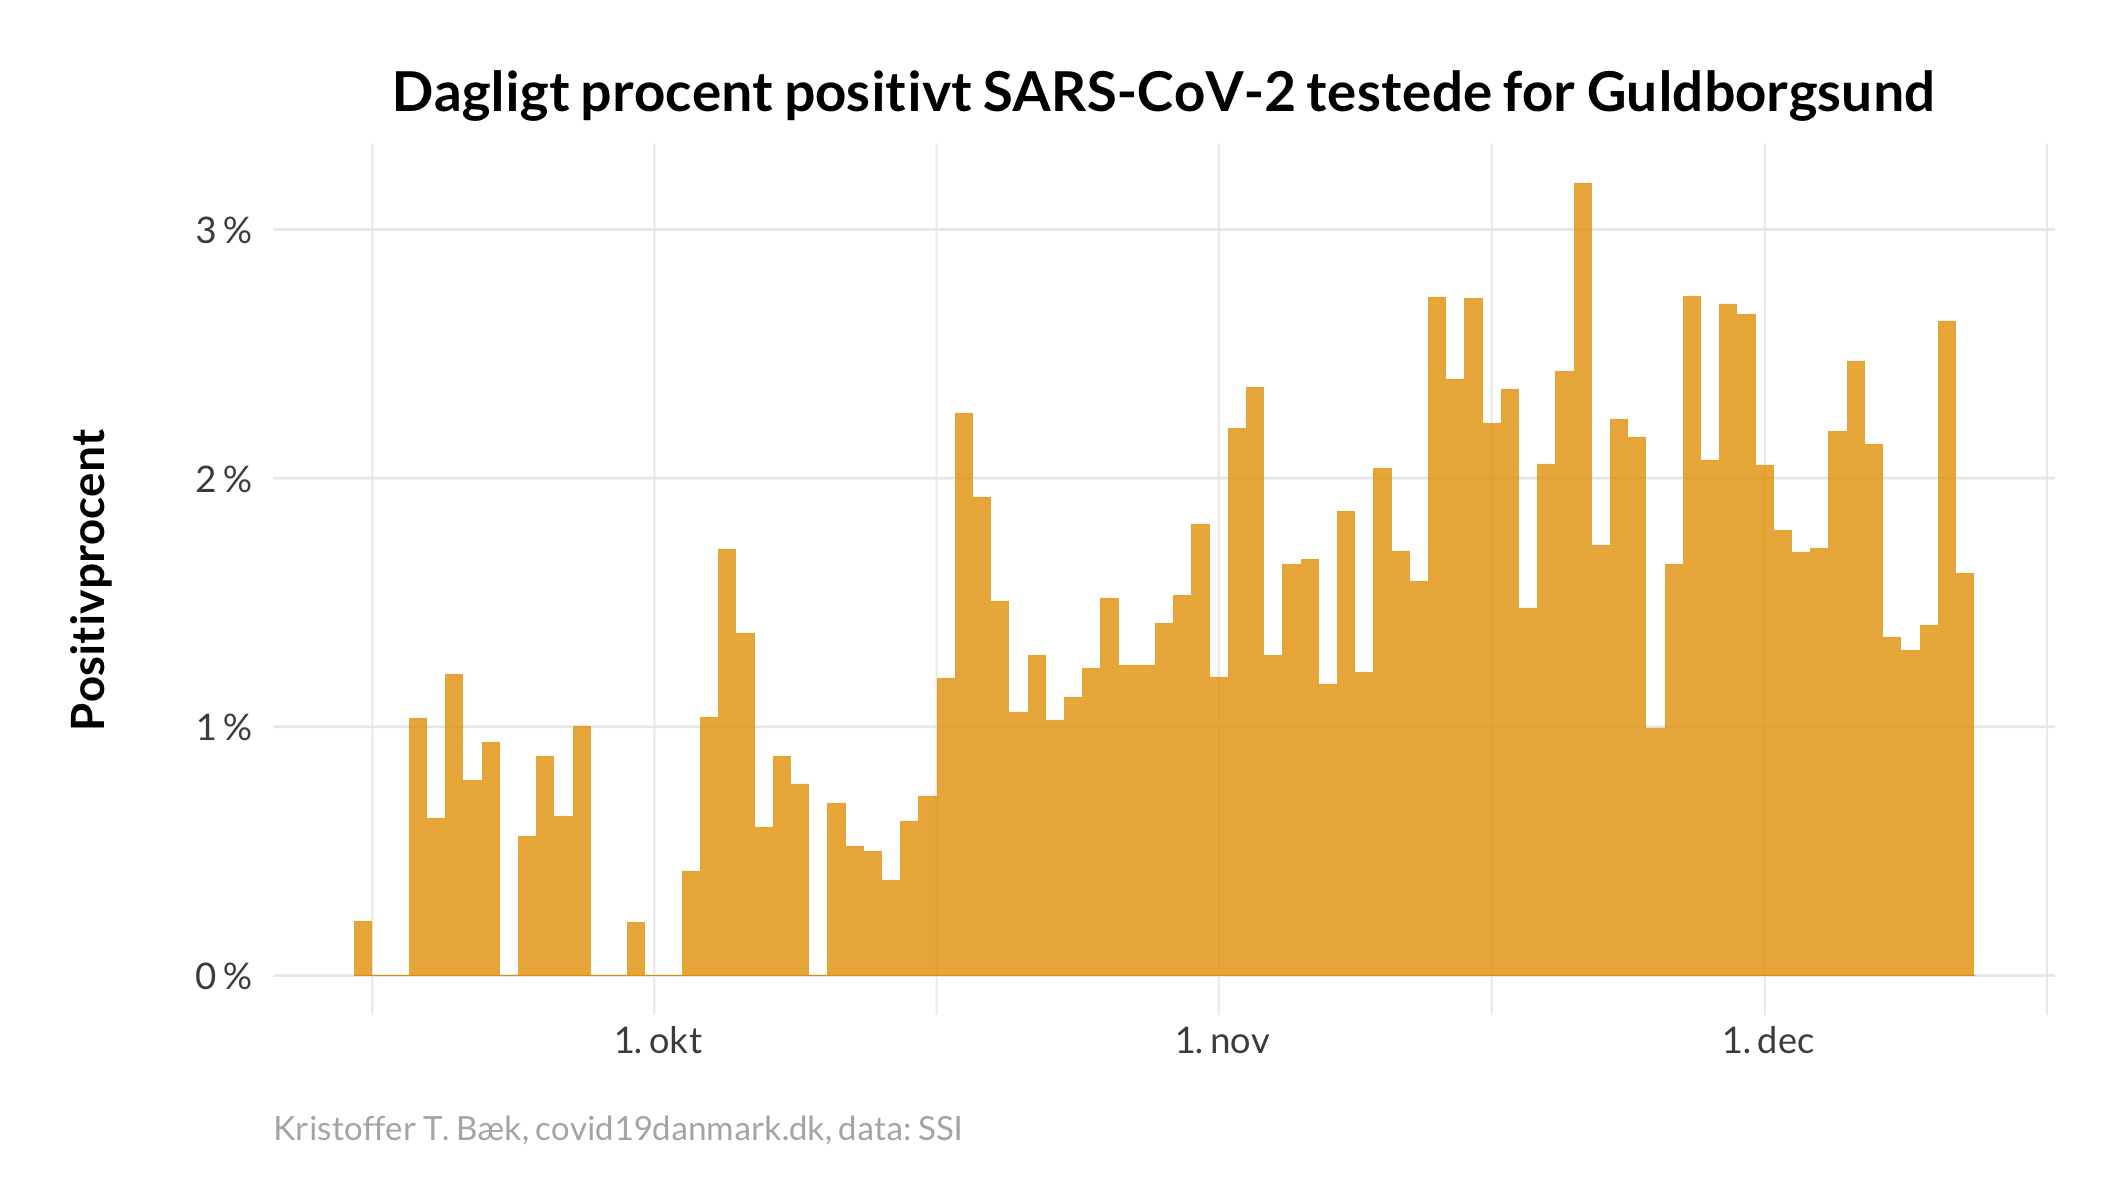 Dagligt procent positivt SARS-CoV-2 testede for Guldborgsund
Positivprocent
3 %
2 %
1 %
0 %
1. okt
1. nov
1. dec
Kristoffer T. Bæk, covid19danmark.dk, data: SSI